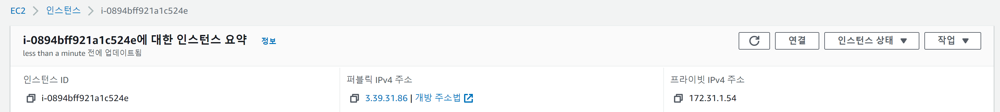 EC2 인스턴스 i-0894bff921a1c524e
i-0894bff921a1c524e에 대한 인스턴스 요약 정보
less than a minute 전에 업데이트됨
연결 인스턴스 상태 작업
인스턴스 ID
i-0894bff921a1c524e
퍼블릭 IPv4 주소
3.39.31.86 | 개방 주소법
프라이빗 IPv4 주소
172.31.1.54